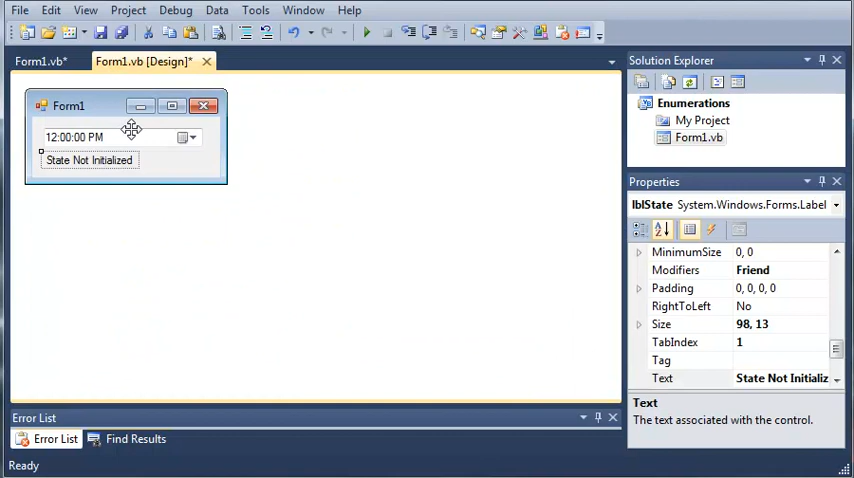 File Edit View Project Debug Data Tools Window Help
Form1.vb* Form1.vb [Design]*
Form1
12:00:00 PM
State Not Initialized
Solution Explorer
Enumerations
My Project
Form1.vb
Properties
lblState System.Windows.Forms.Label
MinimumSize 0, 0
Modifiers Friend
Padding 0, 0, 0, 0
RightToLeft No
Size 98, 13
TabIndex 1
Tag
Text State Not Initializ
Text
The text associated with the control.
Error List
Error List Find Results
Ready